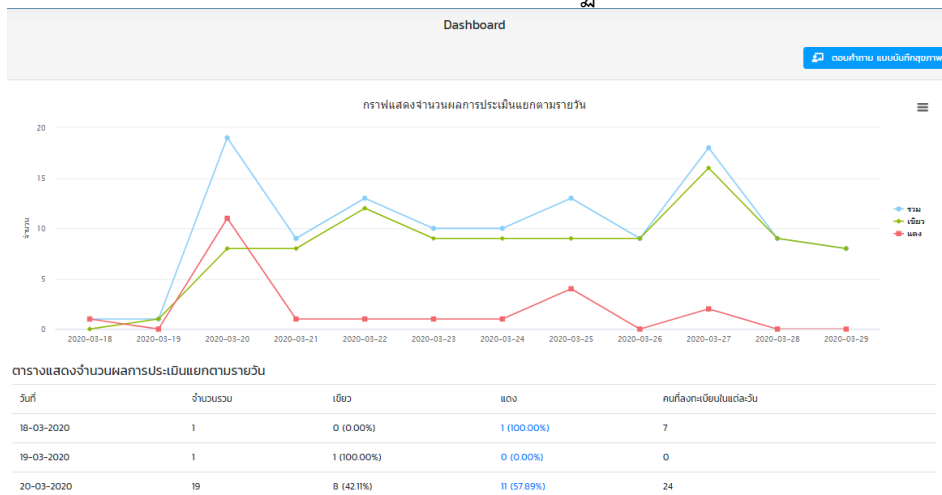 Dashboard
ตอบคำถาม แบบบันทึกสุขภาพ
กราฟแสดงจำนวนผลการประเมินแยกตามรายวัน
20
15
10
5
0
จำนวน
2020-03-18 2020-03-19 2020-03-20 2020-03-21 2020-03-22 2020-03-23 2020-03-24 2020-03-25 2020-03-26 2020-03-27 2020-03-28 2020-03-29
รวม
เขียว
แดง
ตารางแสดงจำนวนผลการประเมินแยกตามรายวัน
วันที่ จำนวนรวม เขียว แดง คนที่ลงทะเบียนในแต่ละวัน
18-03-2020 1 0 (0.00%) 1 (100.00%) 7
19-03-2020 1 1 (100.00%) 0 (0.00%) 0
20-03-2020 19 8 (42.11%) 11 (57.89%) 24